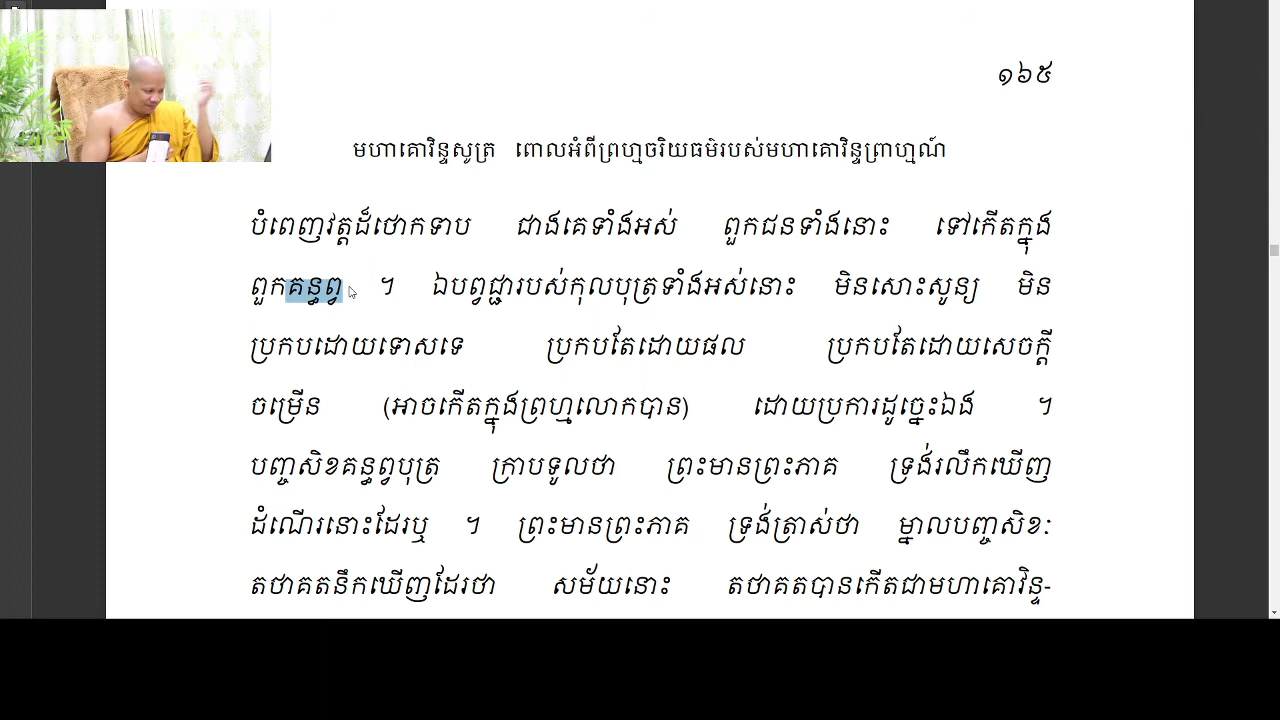 ១៦៥
មហាគោវិន្ទសូត្រ ពោលអំពីព្រហ្មចរិយធម៌របស់មហាគោវិន្ទព្រាហ្មណ៍
បំពេញវត្តដ៏ថោកទាប ជាងគេទាំងអស់ ពួកជនទាំងនោះ ទៅកើតក្នុង
ពួកគន្ធព្វ ។ ឯបព្វជ្ជារបស់កុលបុត្រទាំងអស់នោះ មិនសោះសូន្យ មិន
ប្រកបដោយទោសទេ ប្រកបតែដោយផល ប្រកបតែដោយសេចក្ដី
ចម្រើន (អាចកើតក្នុងព្រហ្មលោកបាន) ដោយប្រការដូច្នេះឯង ។
បញ្ចសិខគន្ធព្វបុត្រ ក្រាបទូលថា ព្រះមានព្រះភាគ ទ្រង់រលឹកឃើញ
ដំណើរនោះដែរឬ ។ ព្រះមានព្រះភាគ ទ្រង់ត្រាស់ថា ម្នាលបញ្ចសិខៈ
តថាគតនឹកឃើញដែរថា សម័យនោះ តថាគតបានកើតជាមហាគោវិន្ទ-